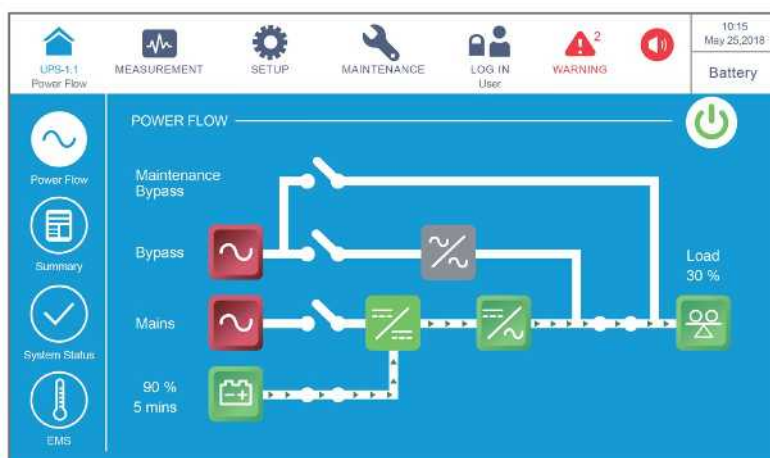 UPS-1.1
Power Flow
MEASUREMENT
SETUP
MAINTENANCE
LOG IN
User
2
WARNING
10:15
May 25,2018
Battery
POWER FLOW
Power Flow
Summary
System Status
EMS
Maintenance
Bypass
Bypass
Mains
90 %
5 mins
Load
30 %